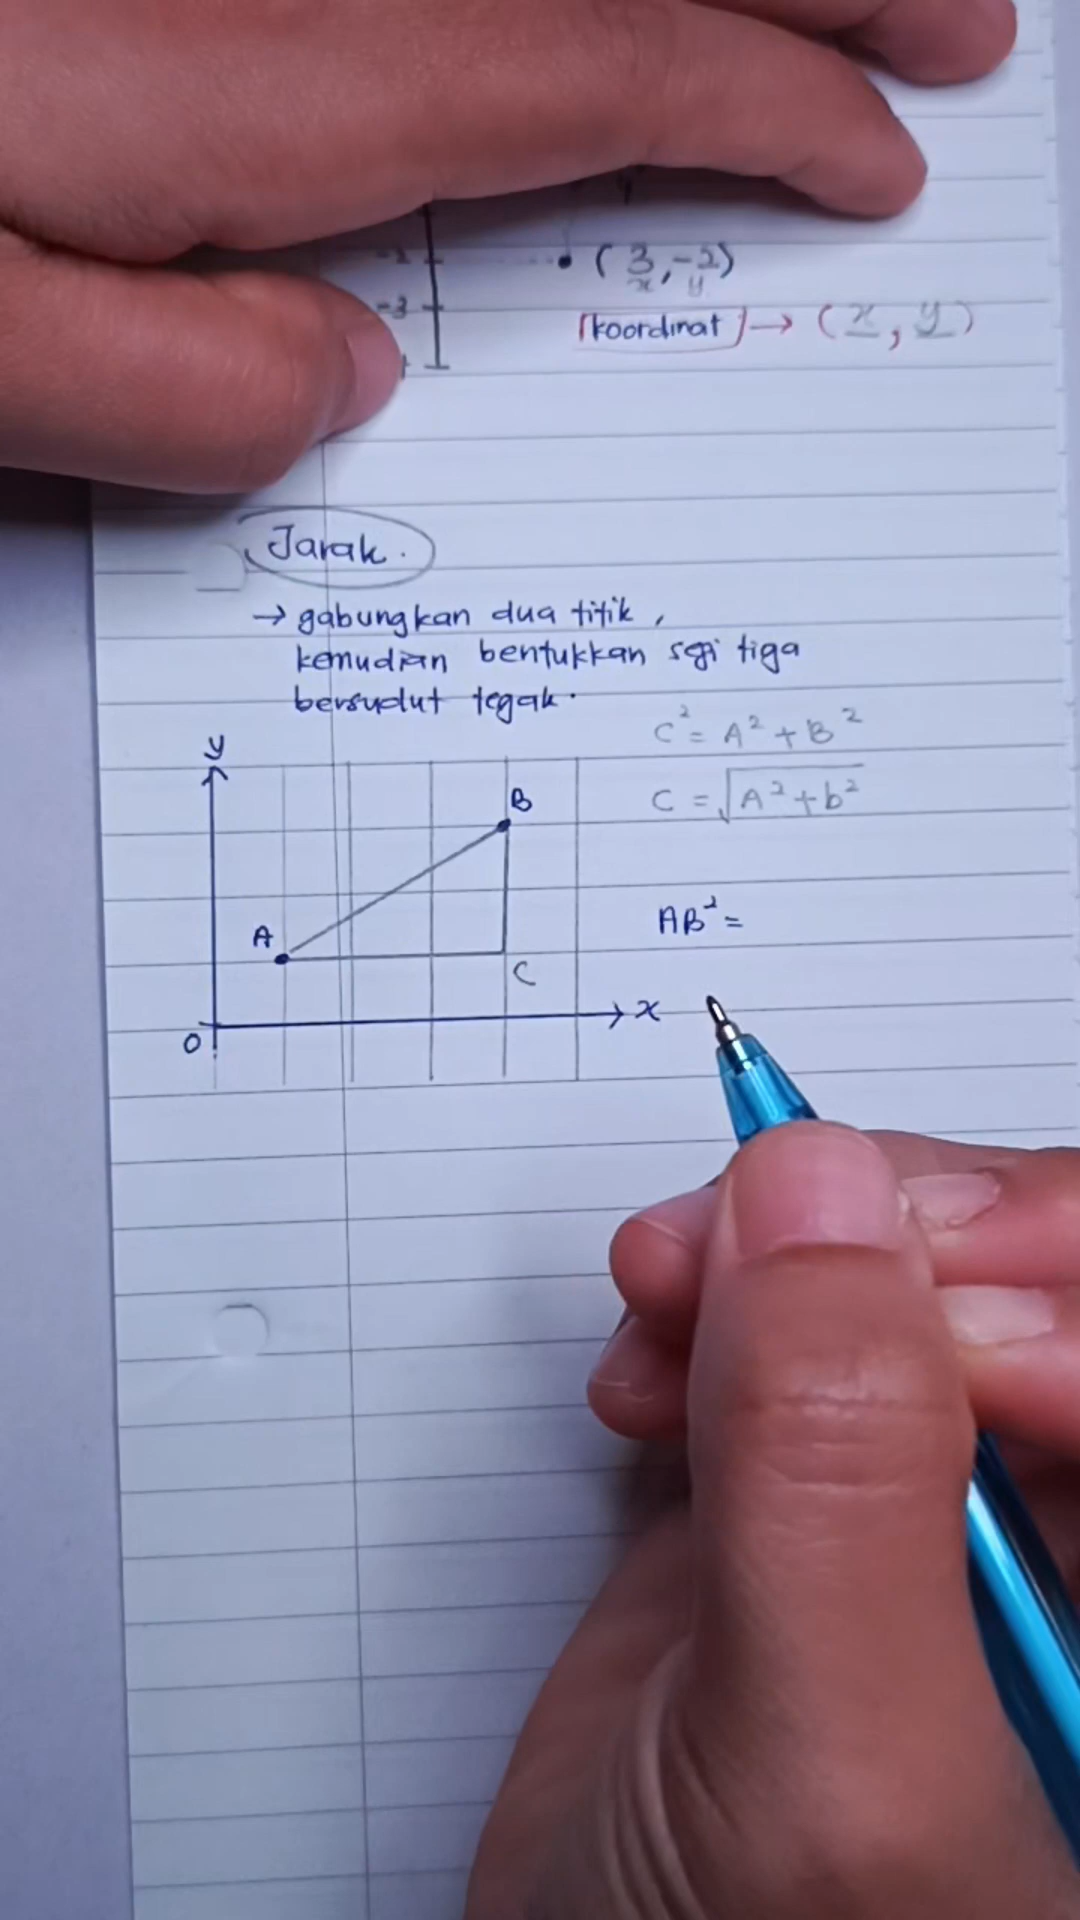 (3,-2)
x y
-3
koordinat → (x, y)
Jarak.
→ gabungkan dua titik,
kemudian bentukkan segi tiga
bersudut tegak.
C² = A² + B²
C = √A² + b²
y
B
AB² =
A
C
x
O